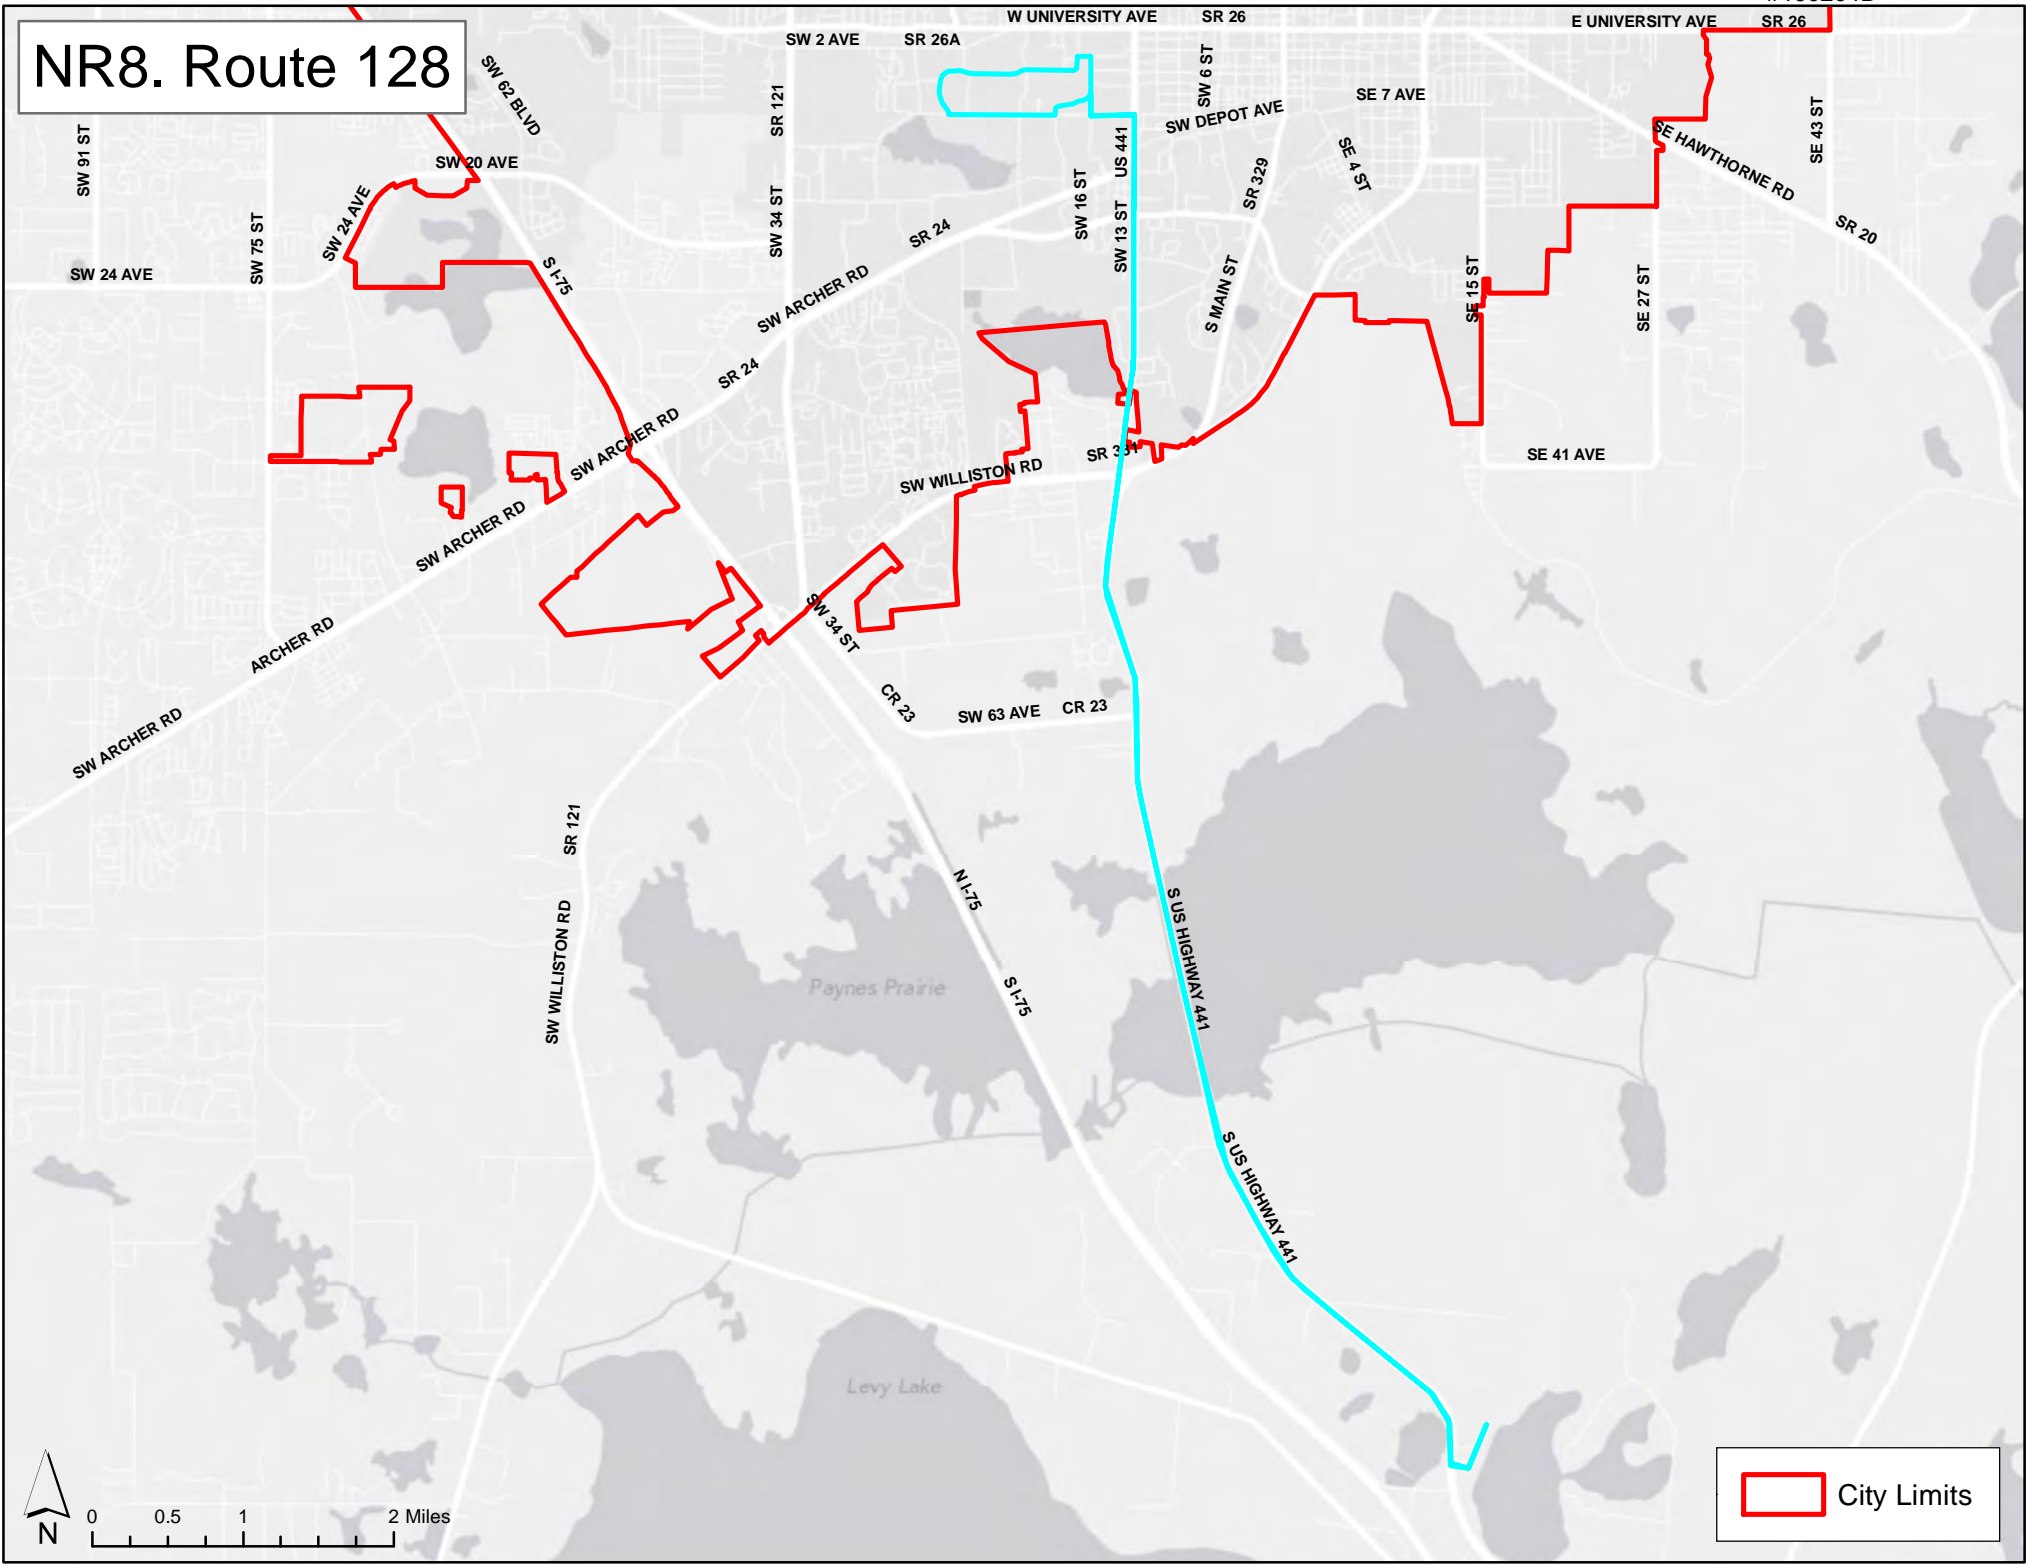 W UNIVERSITY AVE
SR 26
E UNIVERSITY AVE
SR 26
NR8. Route 128
SW 2 AVE
SR 26A
SW 62 BLVD
SR 121
SW 6 ST
SE 7 AVE
SW DEPOT AVE
SE 43 ST
SE HAWTHORNE RD
SW 91 ST
SW 20 AVE
US 441
SE 4 ST
SR 329
SW 16 ST
SW 34 ST
SW 24 AVE
SW 75 ST
SW 13 ST
SR 24
SR 20
SW 24 AVE
S I-75
SW ARCHER RD
S MAIN ST
SE 15 ST
SE 27 ST
SR 24
SW ARCHER RD
SR 331
SE 41 AVE
SW WILLISTON RD
SW ARCHER RD
SW 34 ST
ARCHER RD
CR 23
SW 63 AVE
CR 23
SW ARCHER RD
SR 121
N I-75
S US HIGHWAY 441
SW WILLISTON RD
Paynes Prairie
S I-75
S US HIGHWAY 441
Levy Lake
N
0 0.5 1 2 Miles
City Limits